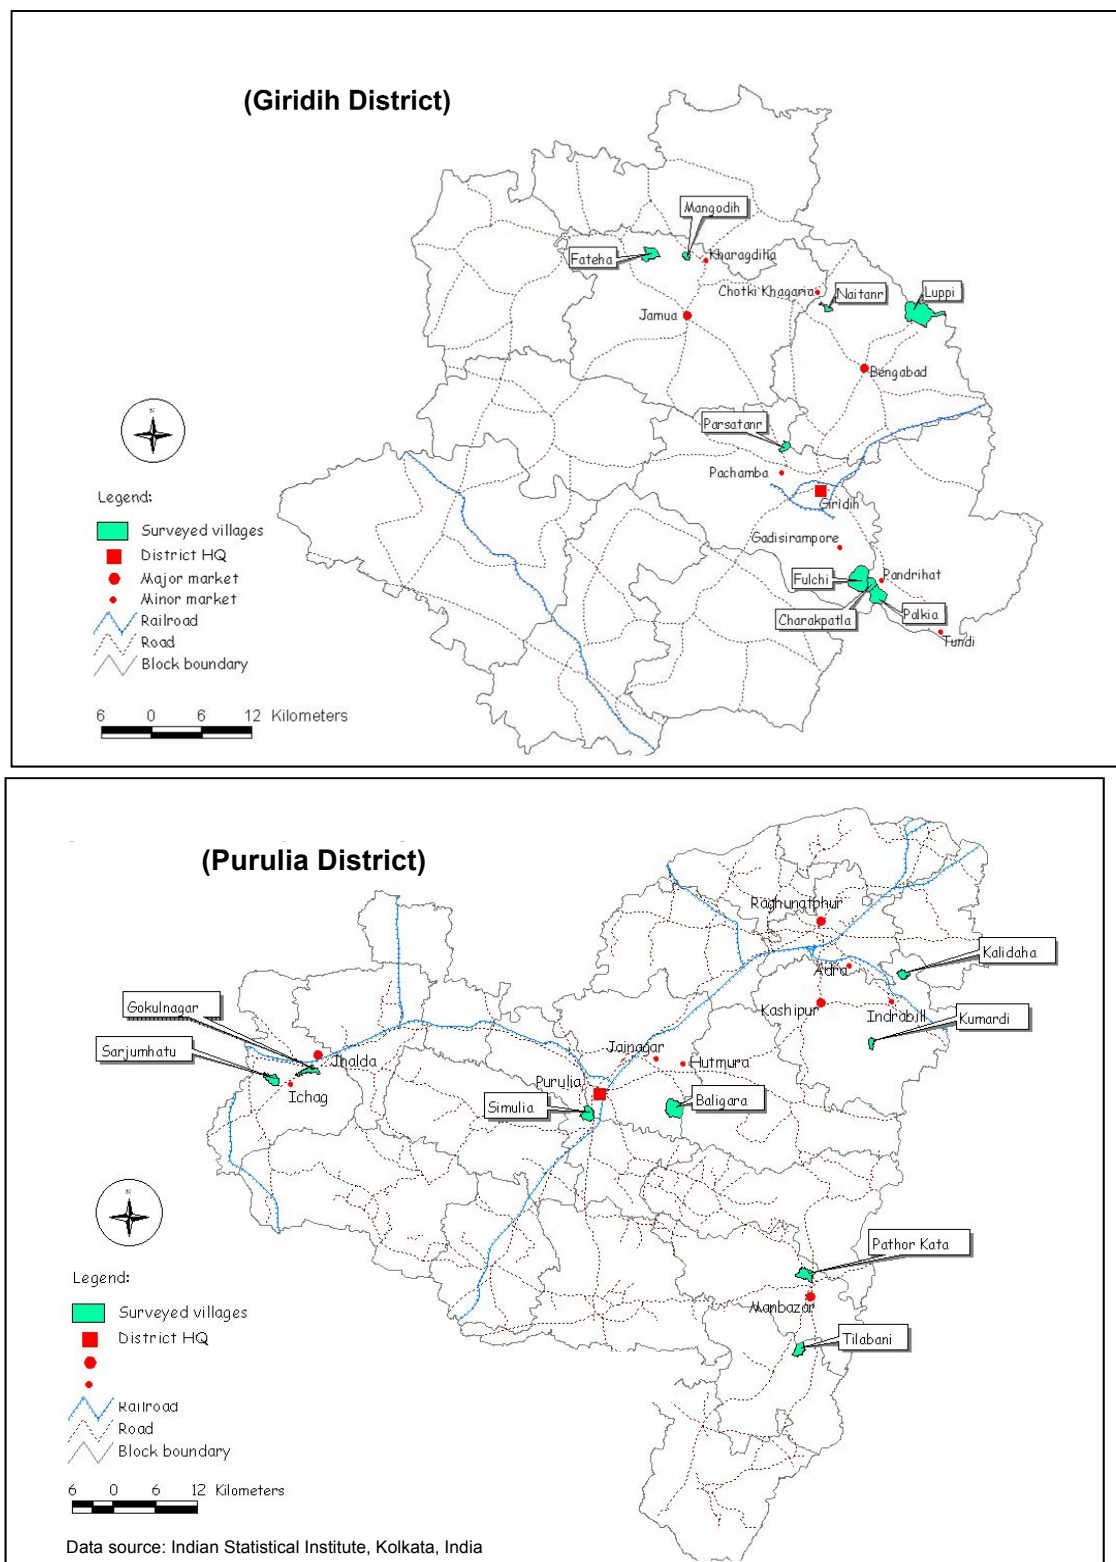 (Giridih District)
Mangodih
Fateha
Kharagdiha
Chotki Khagaria
Naitanr
Luppi
Jamua
Bengabad
Parsatanr
Pachamba
Giridih
Gadisirampore
Fulchi
Pandrihat
Charakpatla
Palkia
Tundi
N
Legend:
Surveyed villages
District HQ
Major market
Minor market
Railroad
Road
Block boundary
6 0 6 12 Kilometers
(Purulia District)
Raghunathpur
Kalidaha
Adra
Gokulnagar
Kashipur
Indrabill
Kumardi
Sarjumhatu
Jhalda
Jainagar
Hutmura
Ichag
Purulia
Simulia
Baligara
N
Pathor Kata
Manbazar
Tilabani
Legend:
Surveyed villages
District HQ
Railroad
Road
Block boundary
6 0 6 12 Kilometers
Data source: Indian Statistical Institute, Kolkata, India